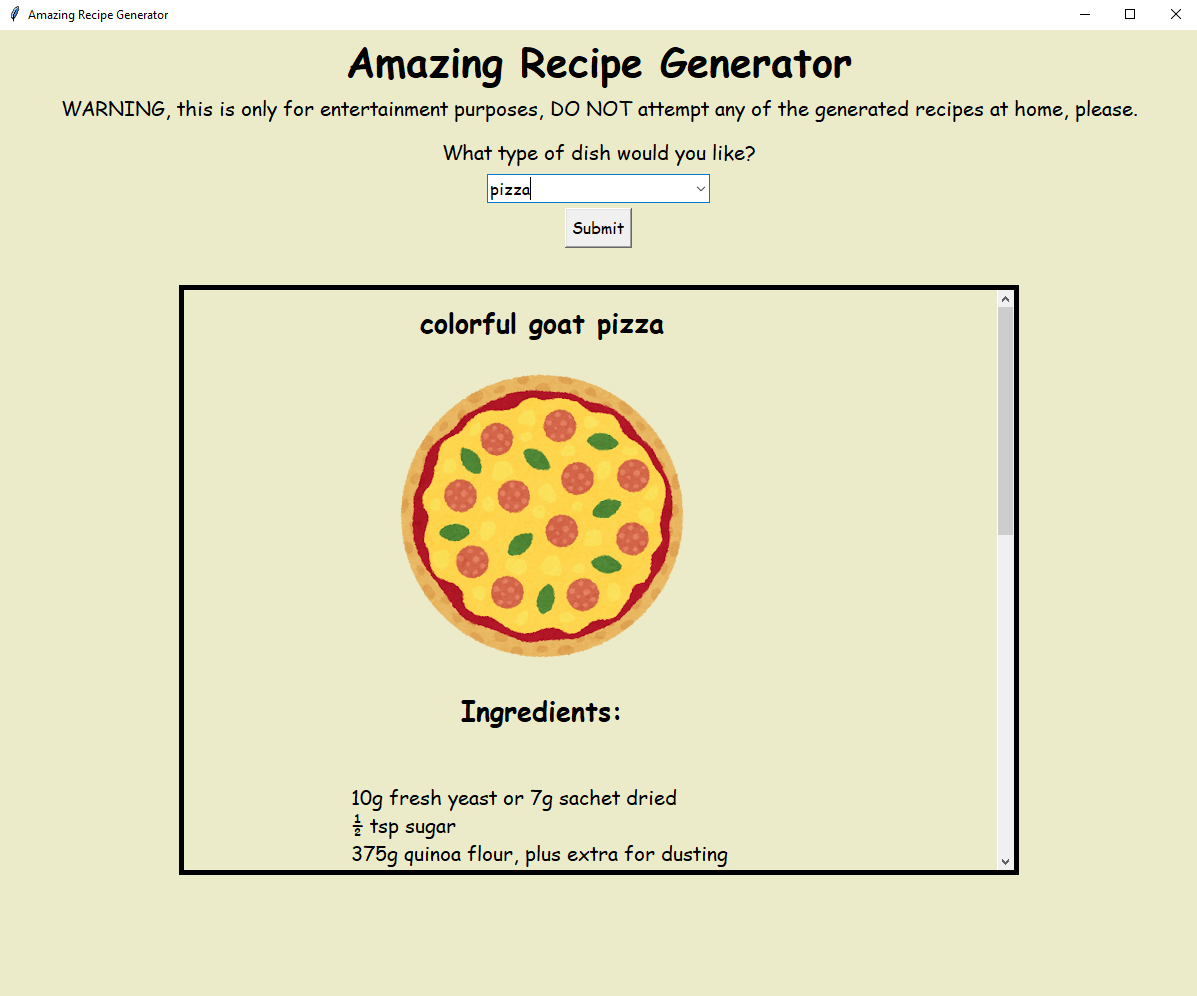 Amazing Recipe Generator
Amazing Recipe Generator
WARNING, this is only for entertainment purposes, DO NOT attempt any of the generated recipes at home, please.
What type of dish would you like?
pizza
Submit
colorful goat pizza
Ingredients:
10g fresh yeast or 7g sachet dried
½ tsp sugar
375g quinoa flour, plus extra for dusting